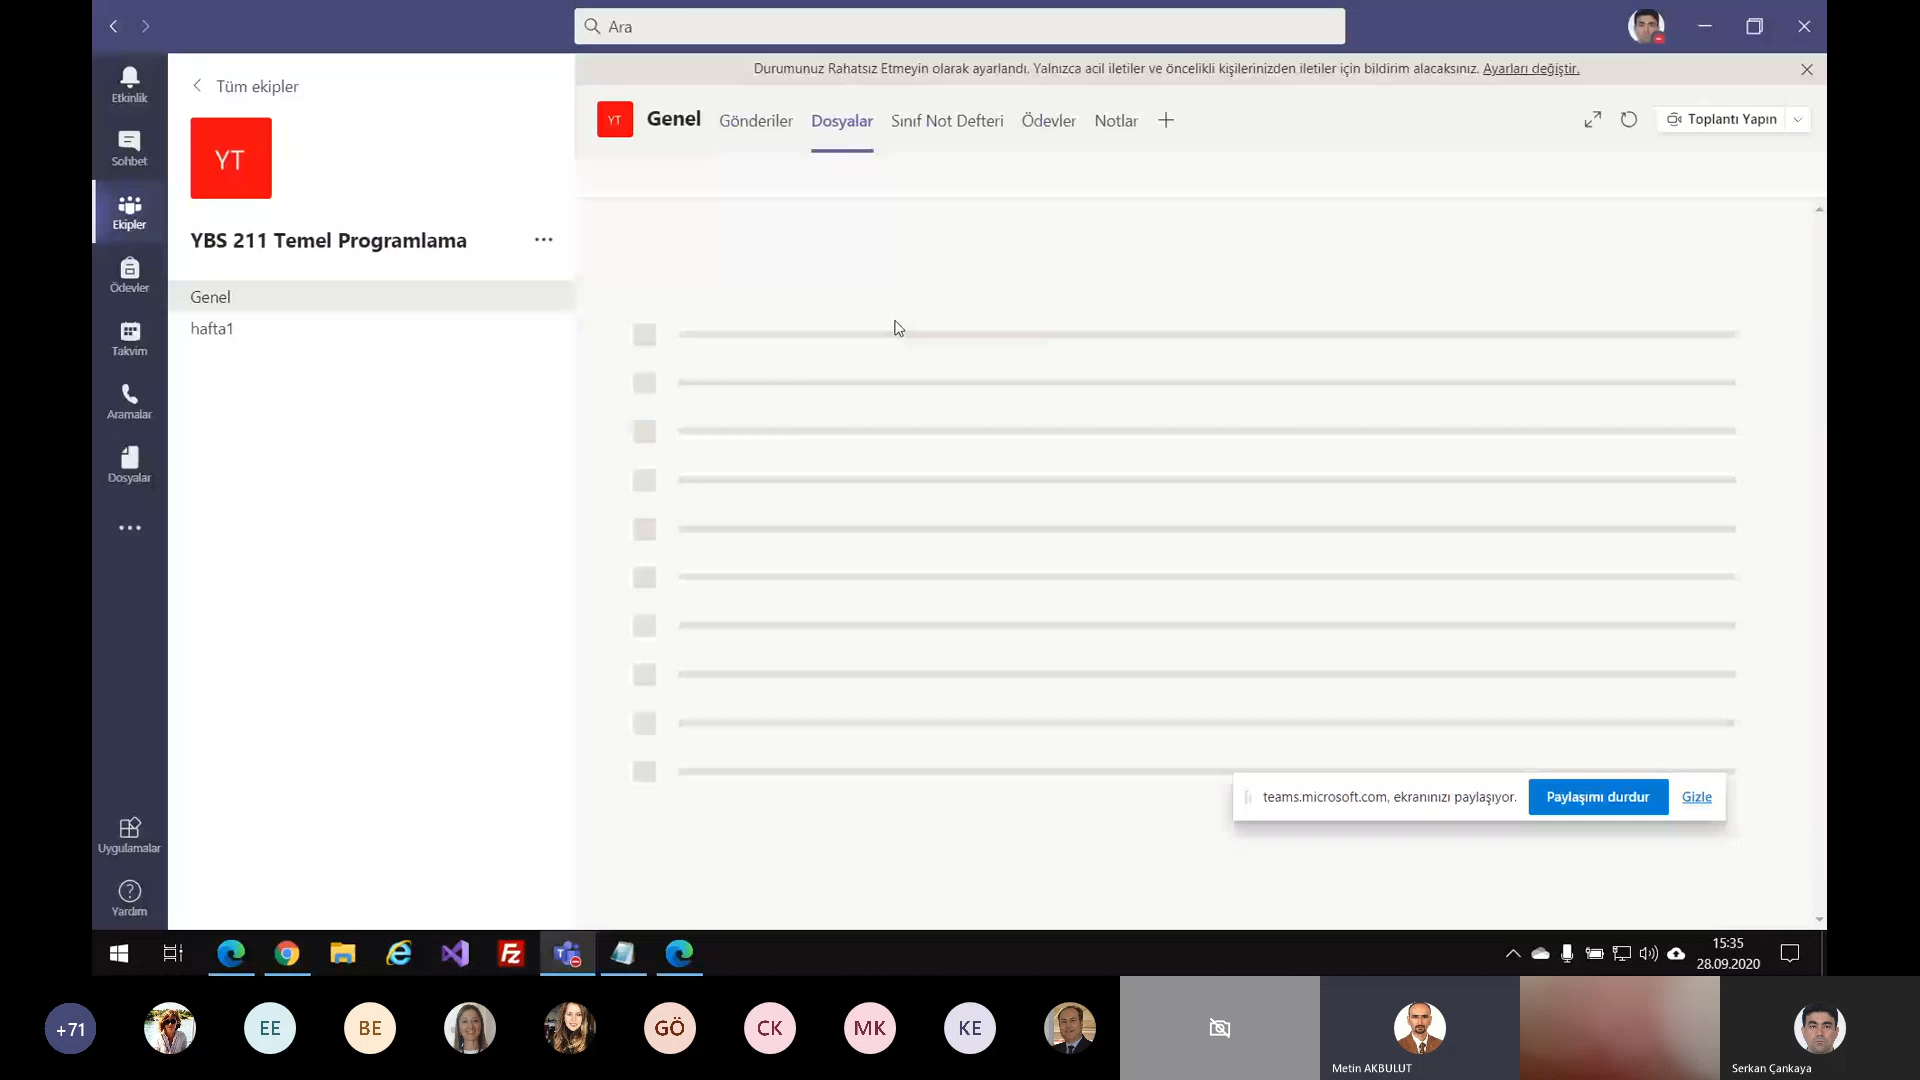 Ara
Durumunuz Rahatsız Etmeyin olarak ayarlandı. Yalnızca acil iletiler ve öncelikli kişilerinizden iletiler için bildirim alacaksınız. Ayarları değiştir.
Etkinlik
Sohbet
Ekipler
Ödevler
Takvim
Aramalar
Dosyalar
Uygulamalar
Yardım
Tüm ekipler
YT
YBS 211 Temel Programlama
Genel
hafta1
YT
Genel
Gönderiler
Dosyalar
Sınıf Not Defteri
Ödevler
Notlar
Toplantı Yapın
teams.microsoft.com, ekranınızı paylaşıyor.
Paylaşımı durdur
Gizle
15:35
28.09.2020
+71
EE
BE
GÖ
CK
MK
KE
Metin AKBULUT
Serkan Çankaya